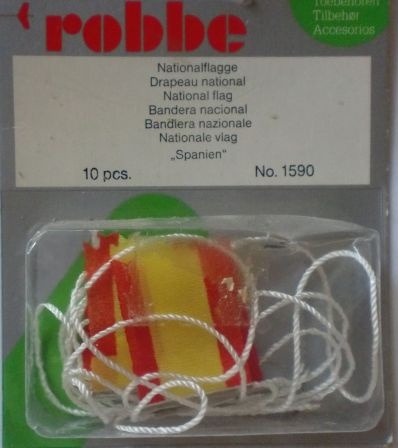 Toebehoren
Tilbehør
Accesorios
robbe
Nationalflagge
Drapeau national
National flag
Bandera nacional
Bandiera nazionale
Nationale vlag
„Spanien“
10 pcs. No. 1590